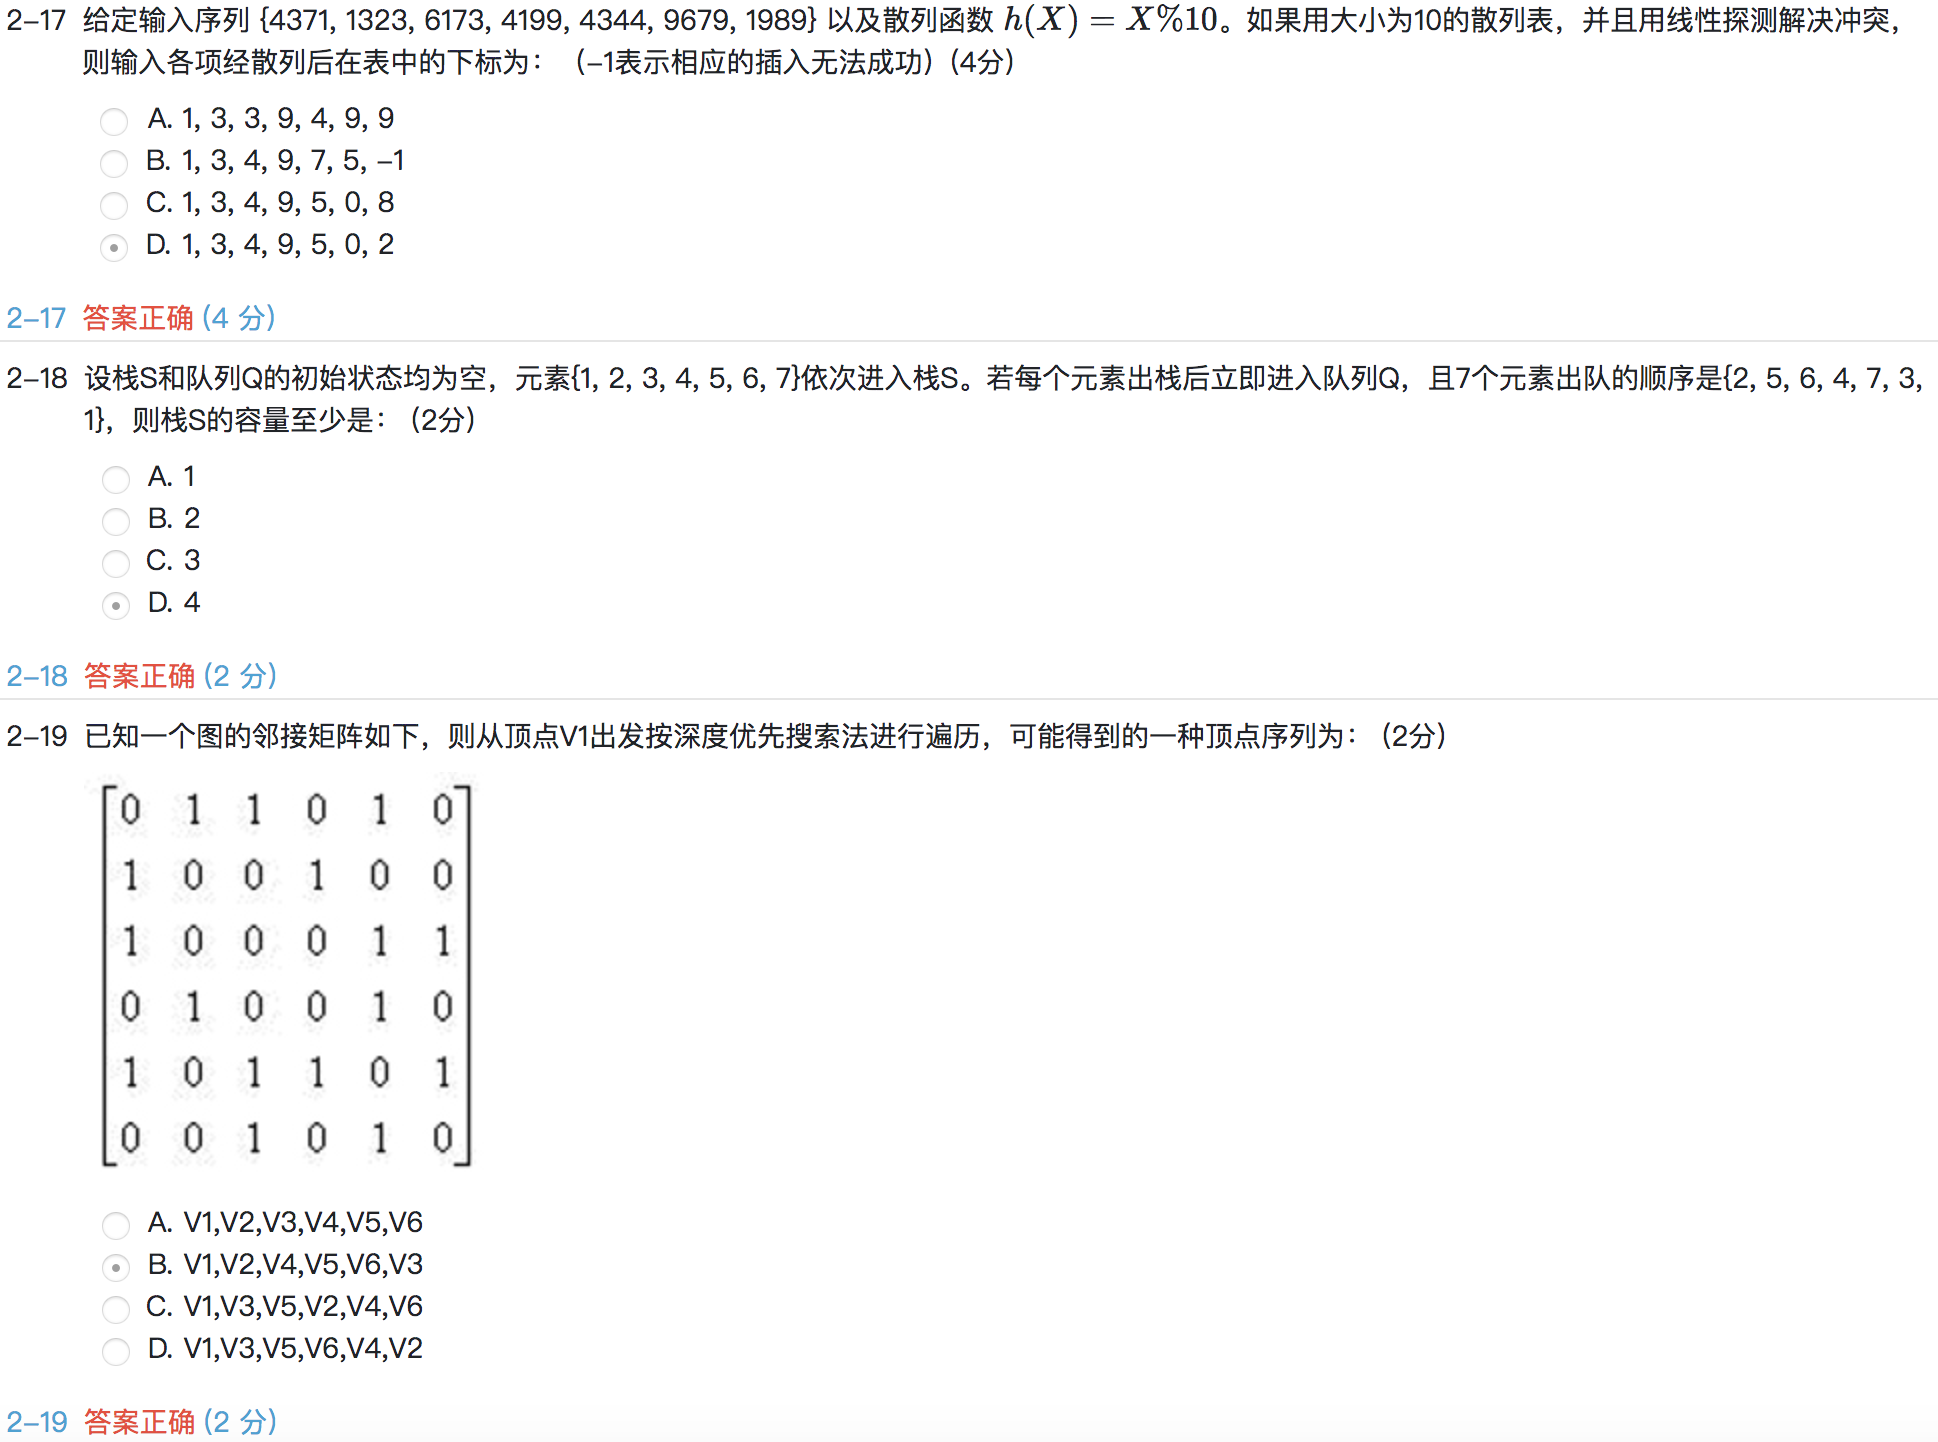 2-17 给定输入序列 {4371, 1323, 6173, 4199, 4344, 9679, 1989} 以及散列函数 h(X) = X%10。如果用大小为10的散列表，并且用线性探测解决冲突，
则输入各项经散列后在表中的下标为：（-1表示相应的插入无法成功）(4分)
A. 1, 3, 3, 9, 4, 9, 9
B. 1, 3, 4, 9, 7, 5, -1
C. 1, 3, 4, 9, 5, 0, 8
D. 1, 3, 4, 9, 5, 0, 2
2-17 答案正确 (4 分)
2-18 设栈S和队列Q的初始状态均为空，元素{1, 2, 3, 4, 5, 6, 7}依次进入栈S。若每个元素出栈后立即进入队列Q，且7个元素出队的顺序是{2, 5, 6, 4, 7, 3,
1}，则栈S的容量至少是： (2分)
A. 1
B. 2
C. 3
D. 4
2-18 答案正确 (2 分)
2-19 已知一个图的邻接矩阵如下，则从顶点V1出发按深度优先搜索法进行遍历，可能得到的一种顶点序列为： (2分)
0 1 1 0 1 0
1 0 0 1 0 0
1 0 0 0 1 1
0 1 0 0 1 0
1 0 1 1 0 1
0 0 1 0 1 0
A. V1,V2,V3,V4,V5,V6
B. V1,V2,V4,V5,V6,V3
C. V1,V3,V5,V2,V4,V6
D. V1,V3,V5,V6,V4,V2
2-19 答案正确 (2 分)